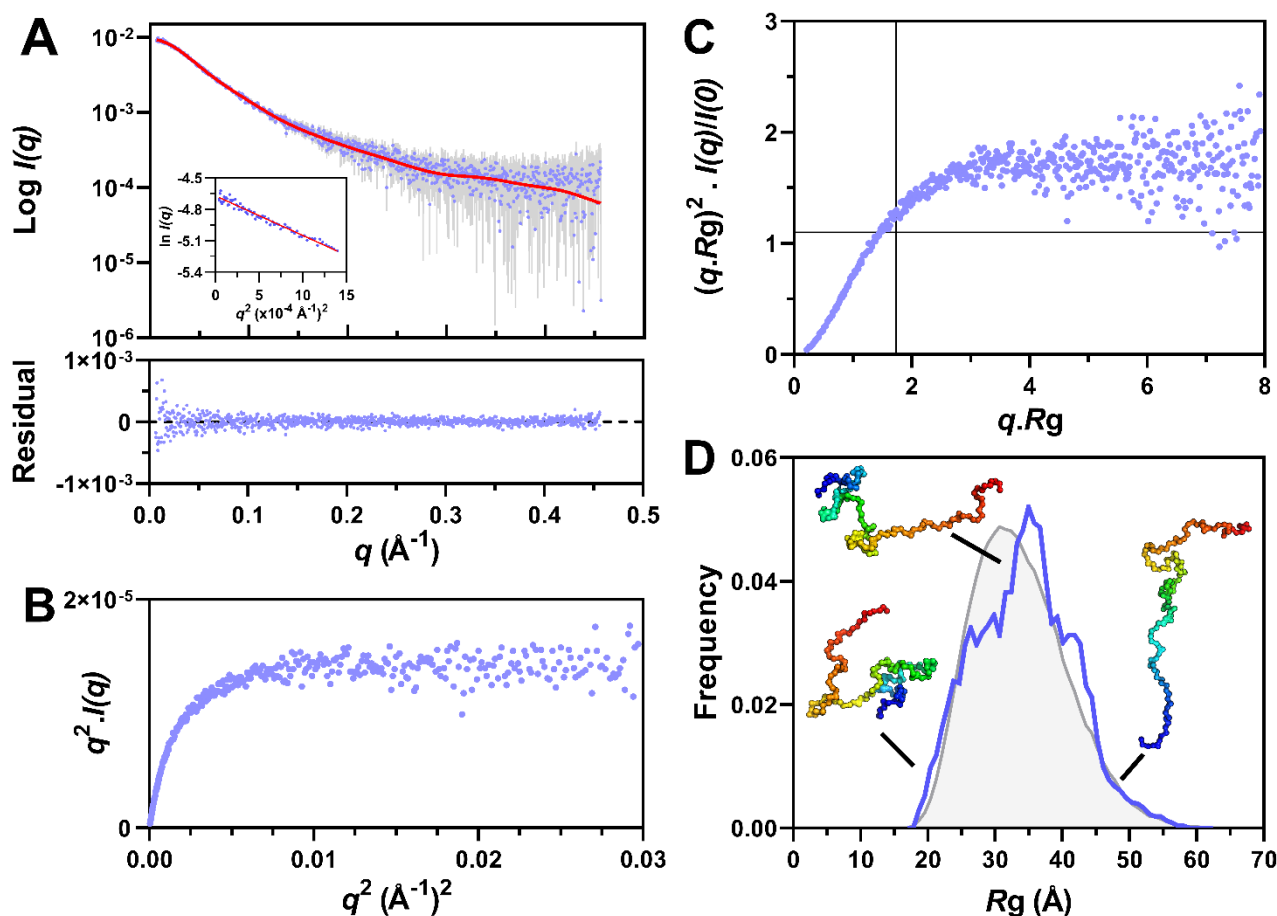 A
Log I(q)
10⁻²
10⁻³
10⁻⁴
10⁻⁵
10⁻⁶
ln I(q)
-4.5
-4.8
-5.1
-5.4
0 5 10 15
q² (x10⁻⁴ Å⁻¹)²
Residual
1×10⁻³
0
-1×10⁻³
0.0 0.1 0.2 0.3 0.4 0.5
q (Å⁻¹)
B
q².I(q)
2×10⁻⁵
0
0.00 0.01 0.02 0.03
q² (Å⁻¹)²
C
(q.Rg)² . I(q)/I(0)
3
2
1
0
0 2 4 6 8
q.Rg
D
Frequency
0.06
0.04
0.02
0.00
0 10 20 30 40 50 60 70
Rg (Å)